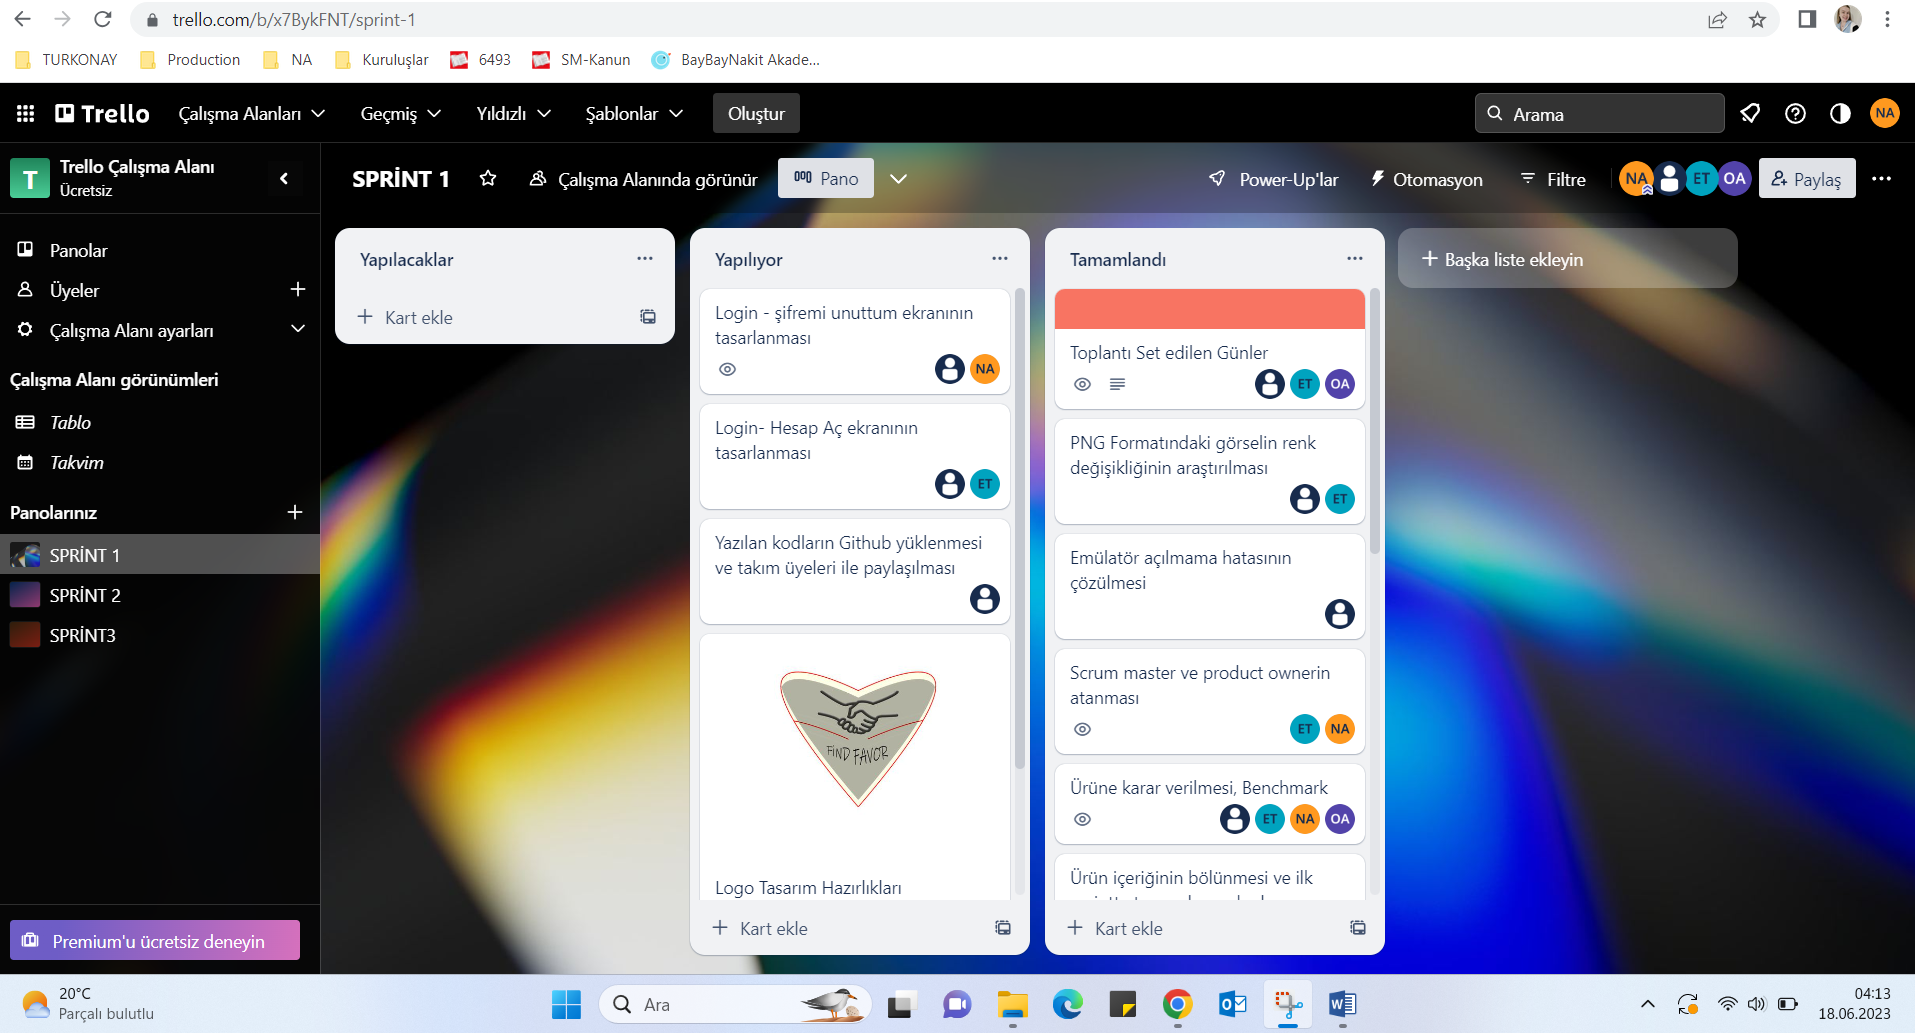 trello.com/b/x7BykFNT/sprint-1
TURKONAY
Production
NA
Kuruluşlar
6493
SM-Kanun
BayBayNakit Akade...
Trello
Çalışma Alanları
Geçmiş
Yıldızlı
Şablonlar
Oluştur
Arama
NA
T
Trello Çalışma Alanı
Ücretsiz
SPRİNT 1
Çalışma Alanında görünür
Pano
Power-Up'lar
Otomasyon
Filtre
NA
ET
OA
Paylaş
Panolar
Üyeler
Çalışma Alanı ayarları
Çalışma Alanı görünümleri
Tablo
Takvim
Panolarınız
SPRİNT 1
SPRİNT 2
SPRİNT3
Premium'u ücretsiz deneyin
Yapılacaklar
Kart ekle
Yapılıyor
Login - şifremi unuttum ekranının
tasarlanması
NA
Login- Hesap Aç ekranının
tasarlanması
ET
Yazılan kodların Github yüklenmesi
ve takım üyeleri ile paylaşılması
FİND FAVOR
Logo Tasarım Hazırlıkları
Kart ekle
Tamamlandı
Toplantı Set edilen Günler
ET
OA
PNG Formatındaki görselin renk
değişikliğinin araştırılması
ET
Emülatör açılmama hatasının
çözülmesi
Scrum master ve product ownerin
atanması
ET
NA
Ürüne karar verilmesi, Benchmark
ET
NA
OA
Ürün içeriğinin bölünmesi ve ilk
Kart ekle
Başka liste ekleyin
20°C
Parçalı bulutlu
Ara
04:13
18.06.2023